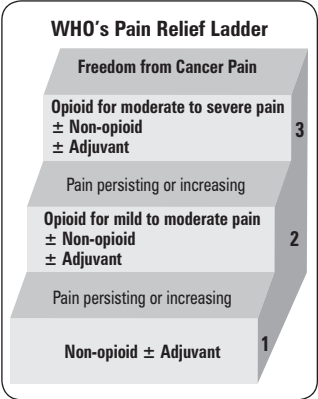 WHO's Pain Relief Ladder
Freedom from Cancer Pain
Opioid for moderate to severe pain
± Non-opioid
± Adjuvant
3
Pain persisting or increasing
Opioid for mild to moderate pain
± Non-opioid
± Adjuvant
2
Pain persisting or increasing
Non-opioid ± Adjuvant
1